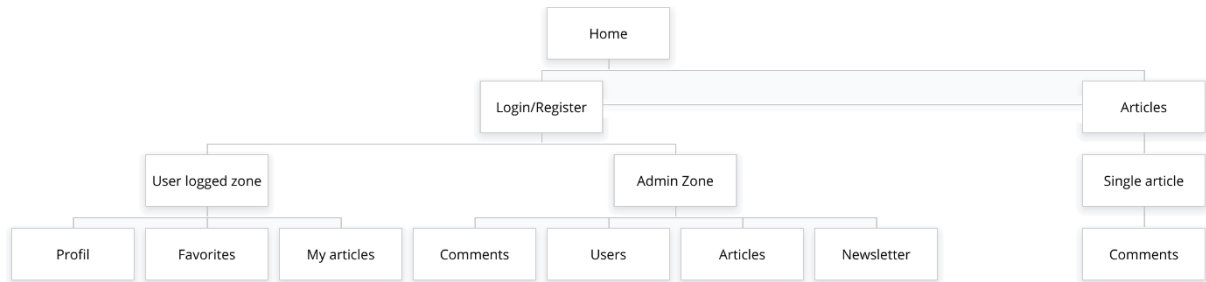 Home
Login/Register
Articles
User logged zone
Admin Zone
Single article
Profil
Favorites
My articles
Comments
Users
Articles
Newsletter
Comments